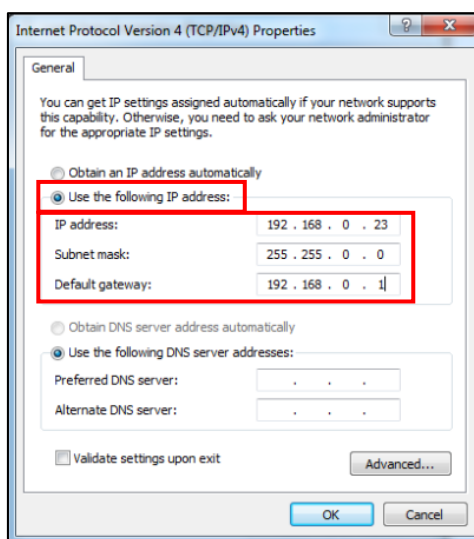 Internet Protocol Version 4 (TCP/IPv4) Properties
General
You can get IP settings assigned automatically if your network supports
this capability. Otherwise, you need to ask your network administrator
for the appropriate IP settings.
Obtain an IP address automatically
Use the following IP address:
IP address: 192 . 168 . 0 . 23
Subnet mask: 255 . 255 . 0 . 0
Default gateway: 192 . 168 . 0 . 1
Obtain DNS server address automatically
Use the following DNS server addresses:
Preferred DNS server: . . .
Alternate DNS server: . . .
Validate settings upon exit
Advanced...
OK Cancel